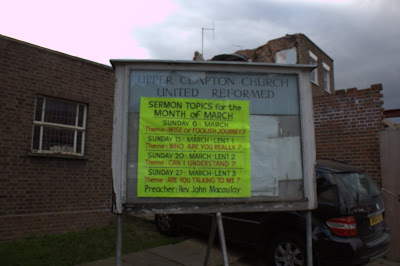 UPPER CLAPTON CHURCH
UNITED REFORMED
SERMON TOPICS for the
MONTH OF MARCH
SUNDAY 6 : MARCH
Theme: WISE or FOOLISH JOURNEY?
SUNDAY 13 : MARCH-LENT 1
Theme: WHO ARE YOU REALLY?
SUNDAY 20 : MARCH-LENT 2
Theme: CAN I UNDERSTAND?
SUNDAY 27 : MARCH-LENT 3
Theme: ARE YOU TALKING TO ME?
Preacher: Rev John Macaulay